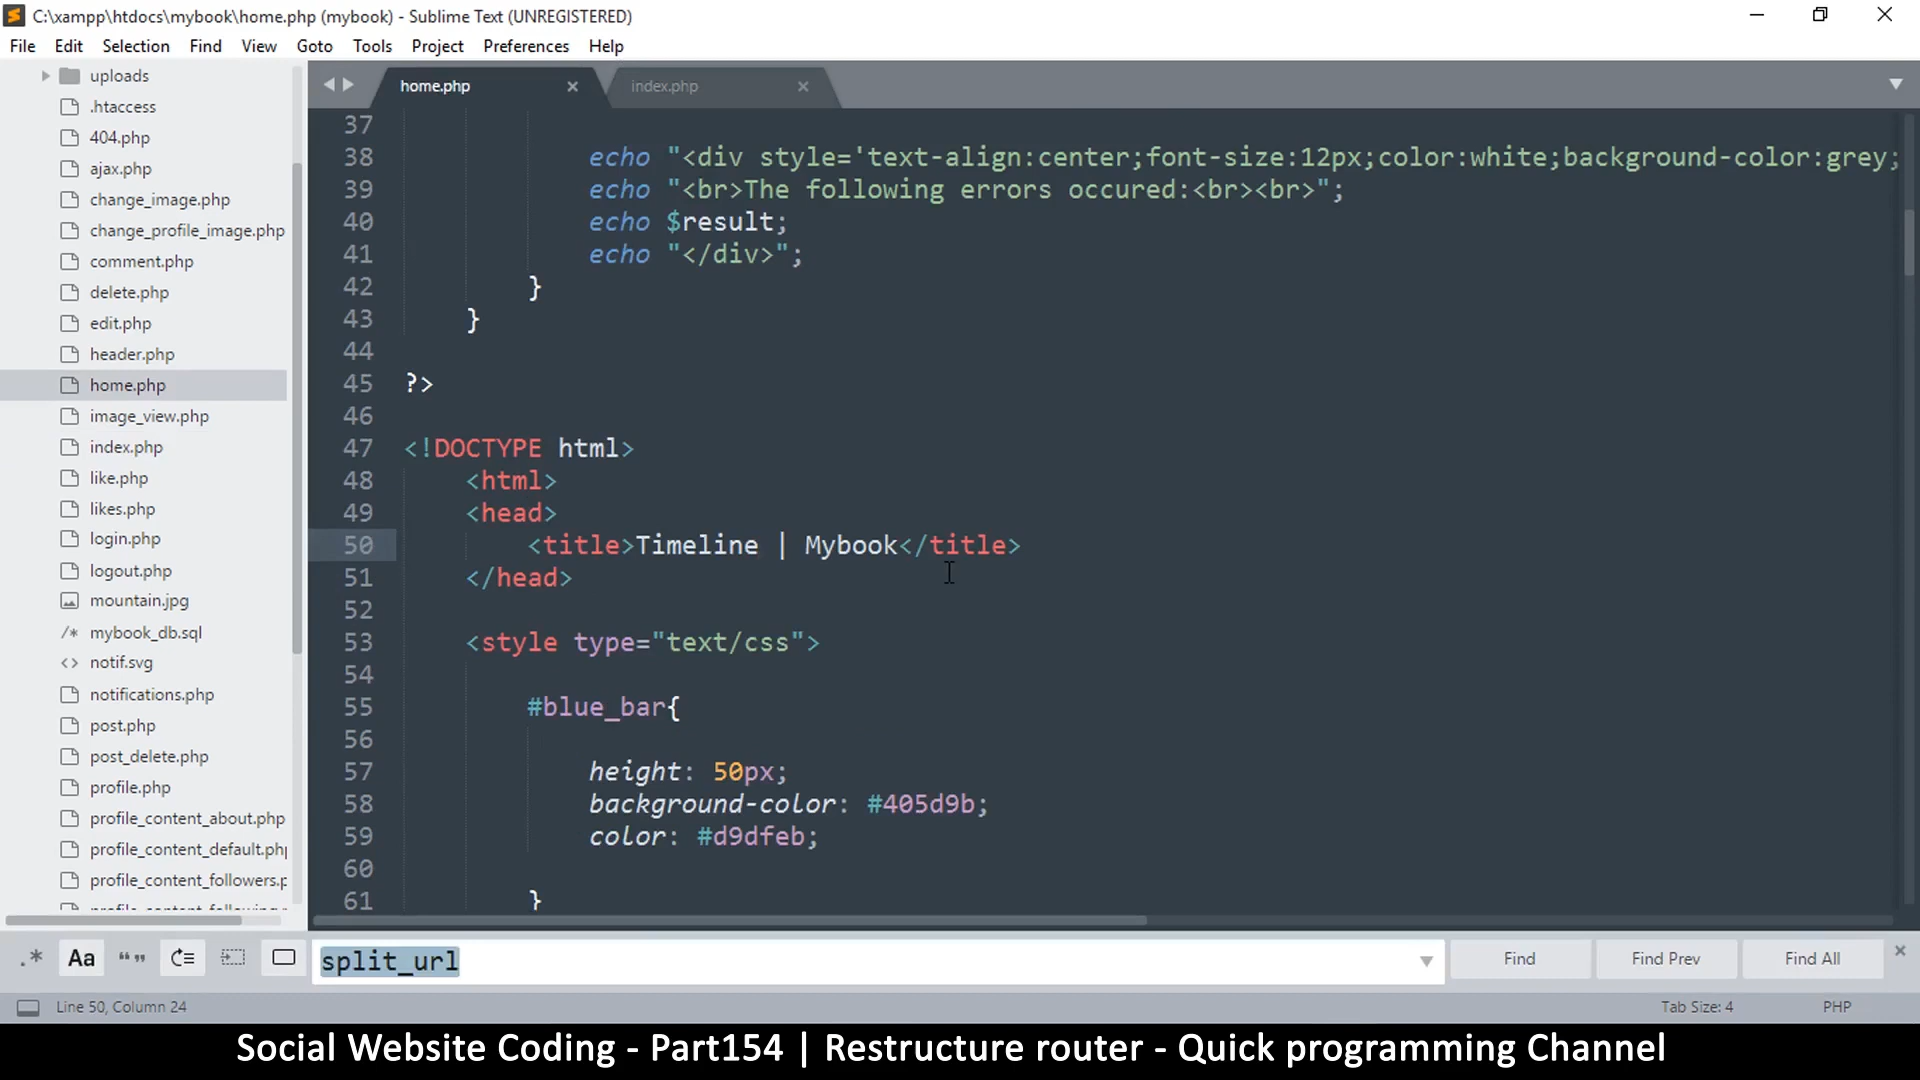 C:\xampp\htdocs\mybook\home.php (mybook) - Sublime Text (UNREGISTERED)
File Edit Selection Find View Goto Tools Project Preferences Help
uploads
.htaccess
404.php
ajax.php
change_image.php
change_profile_image.php
comment.php
delete.php
edit.php
header.php
home.php
image_view.php
index.php
like.php
likes.php
login.php
logout.php
mountain.jpg
/* mybook_db.sql
<> notif.svg
notifications.php
post.php
post_delete.php
profile.php
profile_content_about.php
profile_content_default.php
profile_content_followers.p
home.php index.php
37
38 echo "<div style='text-align:center;font-size:12px;color:white;background-color:grey;
39 echo "<br>The following errors occured:<br><br>";
40 echo $result;
41 echo "</div>";
42 }
43 }
44
45 ?>
46
47 <!DOCTYPE html>
48 <html>
49 <head>
50 <title>Timeline | Mybook</title>
51 </head>
52
53 <style type="text/css">
54
55 #blue_bar{
56
57 height: 50px;
58 background-color: #405d9b;
59 color: #d9dfeb;
60
61 }
.* Aa “” split_url Find Find Prev Find All
Line 50, Column 24 Tab Size: 4 PHP
Social Website Coding - Part154 | Restructure router - Quick programming Channel